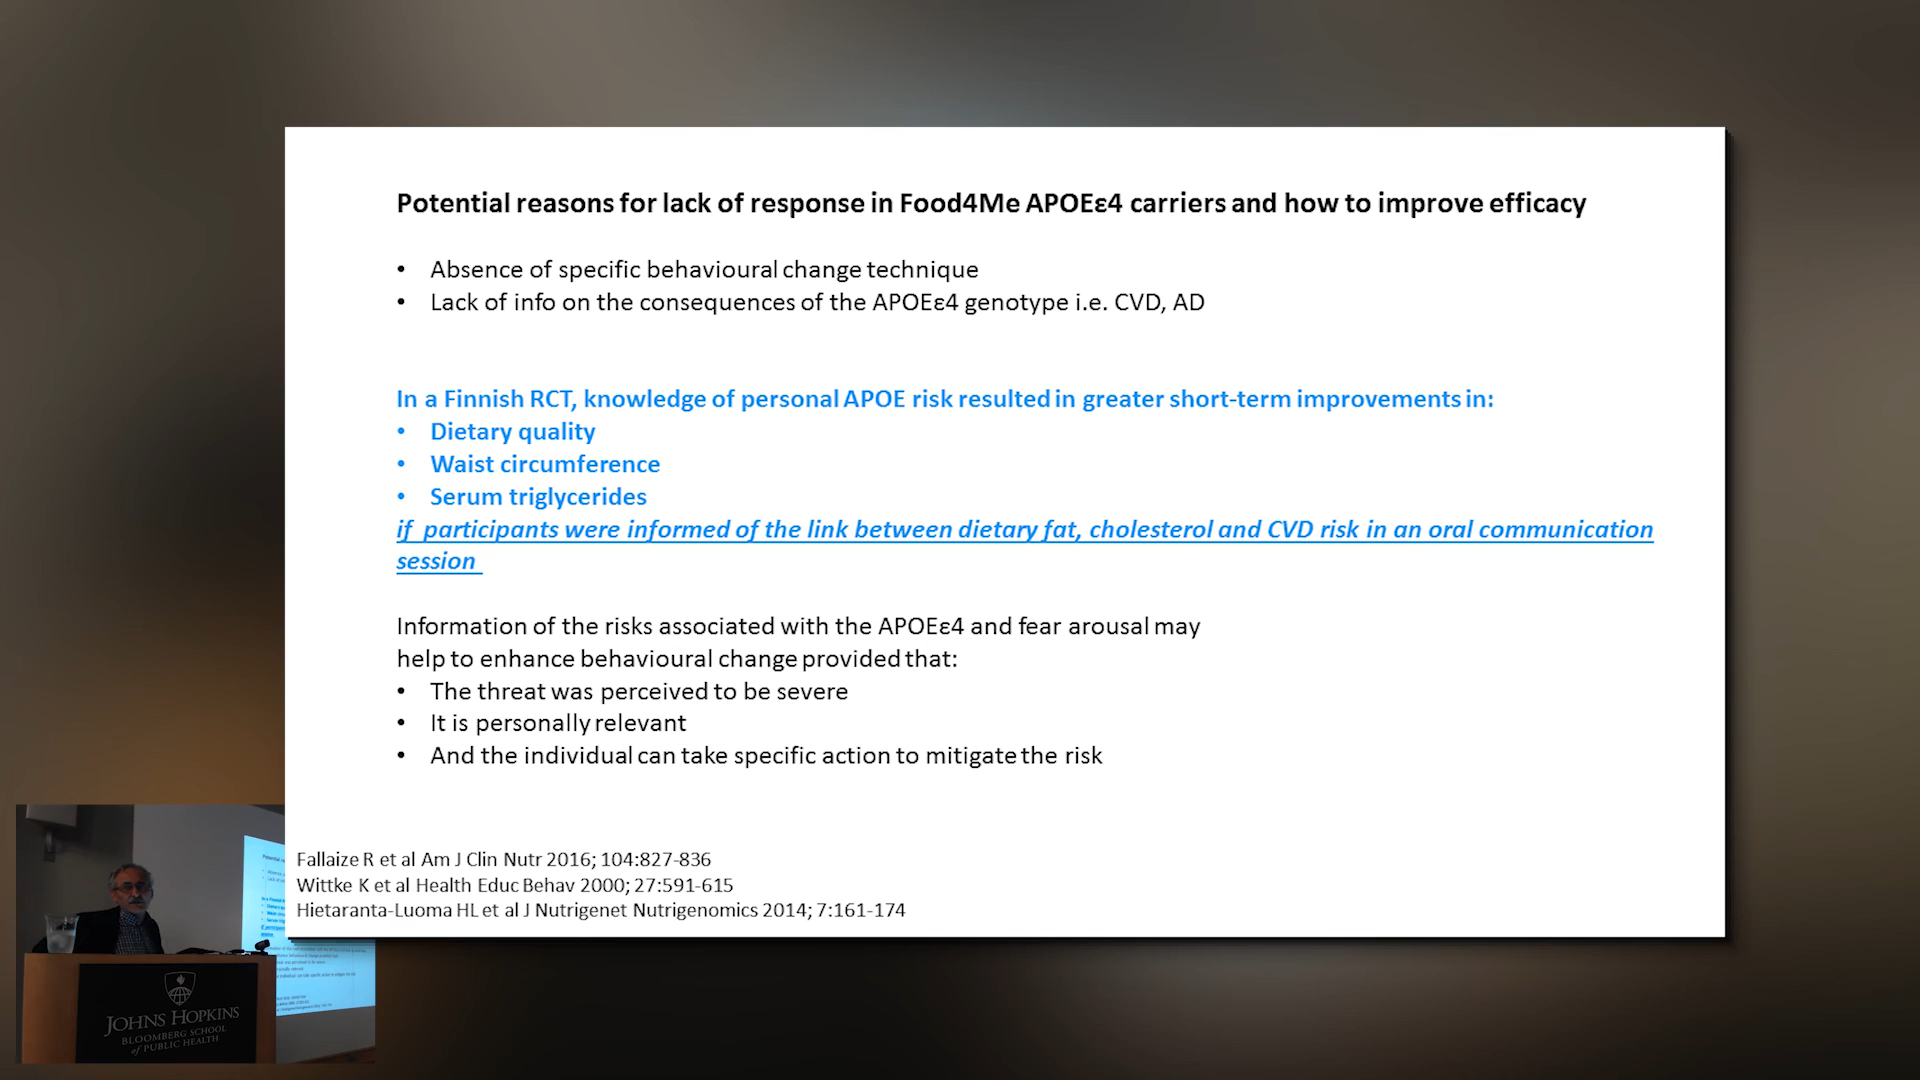 Potential reasons for lack of response in Food4Me APOEε4 carriers and how to improve efficacy
• Absence of specific behavioural change technique
• Lack of info on the consequences of the APOEε4 genotype i.e. CVD, AD
In a Finnish RCT, knowledge of personal APOE risk resulted in greater short-term improvements in:
• Dietary quality
• Waist circumference
• Serum triglycerides
if participants were informed of the link between dietary fat, cholesterol and CVD risk in an oral communication
session
Information of the risks associated with the APOEε4 and fear arousal may
help to enhance behavioural change provided that:
• The threat was perceived to be severe
• It is personally relevant
• And the individual can take specific action to mitigate the risk
Fallaize R et al Am J Clin Nutr 2016; 104:827-836
Wittke K et al Health Educ Behav 2000; 27:591-615
Hietaranta-Luoma HL et al J Nutrigenet Nutrigenomics 2014; 7:161-174
JOHNS HOPKINS
BLOOMBERG SCHOOL
of PUBLIC HEALTH